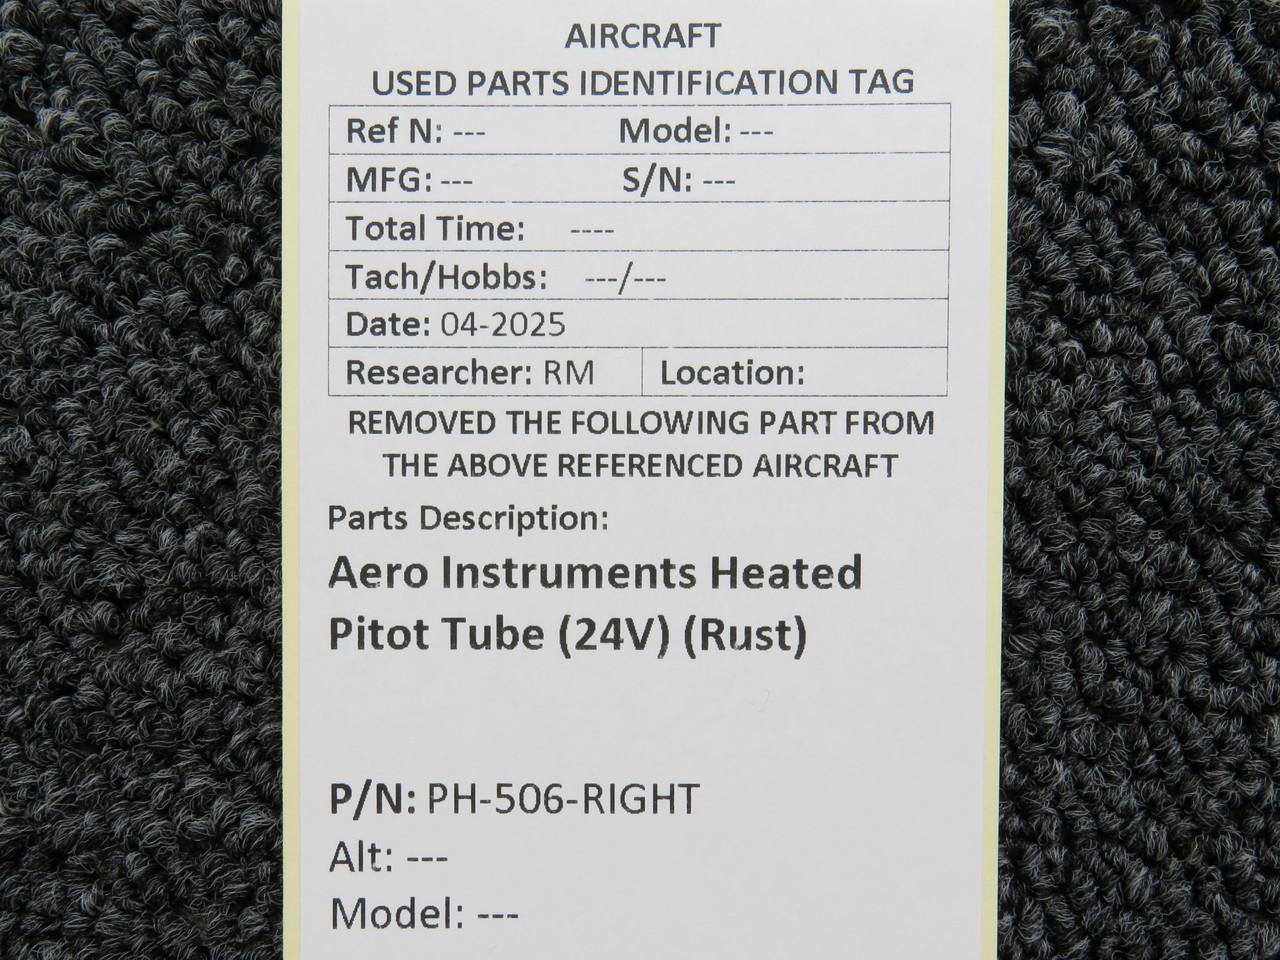 AIRCRAFT
USED PARTS IDENTIFICATION TAG
Ref N: --- Model: ---
MFG: --- S/N: ---
Total Time: ----
Tach/Hobbs: ---/---
Date: 04-2025
Researcher: RM Location:
REMOVED THE FOLLOWING PART FROM
THE ABOVE REFERENCED AIRCRAFT
Parts Description:
Aero Instruments Heated
Pitot Tube (24V) (Rust)
P/N: PH-506-RIGHT
Alt: ---
Model: ---